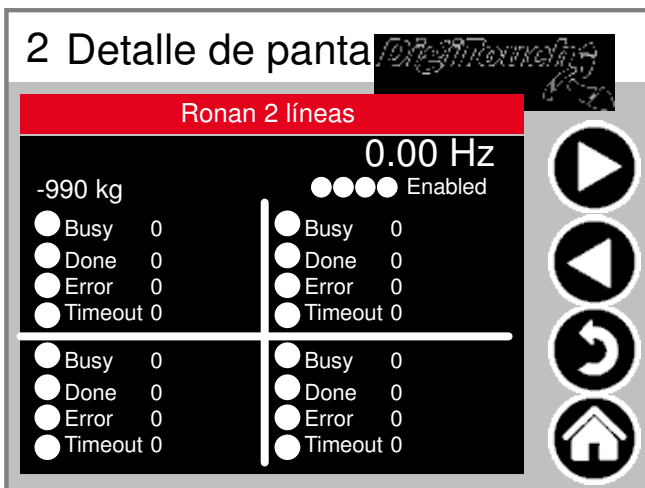 2 Detalle de panta
DigiTouch
Ronan 2 líneas
0.00 Hz
-990 kg
Enabled
Busy 0 Busy 0
Done 0 Done 0
Error 0 Error 0
Timeout 0 Timeout 0
Busy 0 Busy 0
Done 0 Done 0
Error 0 Error 0
Timeout 0 Timeout 0